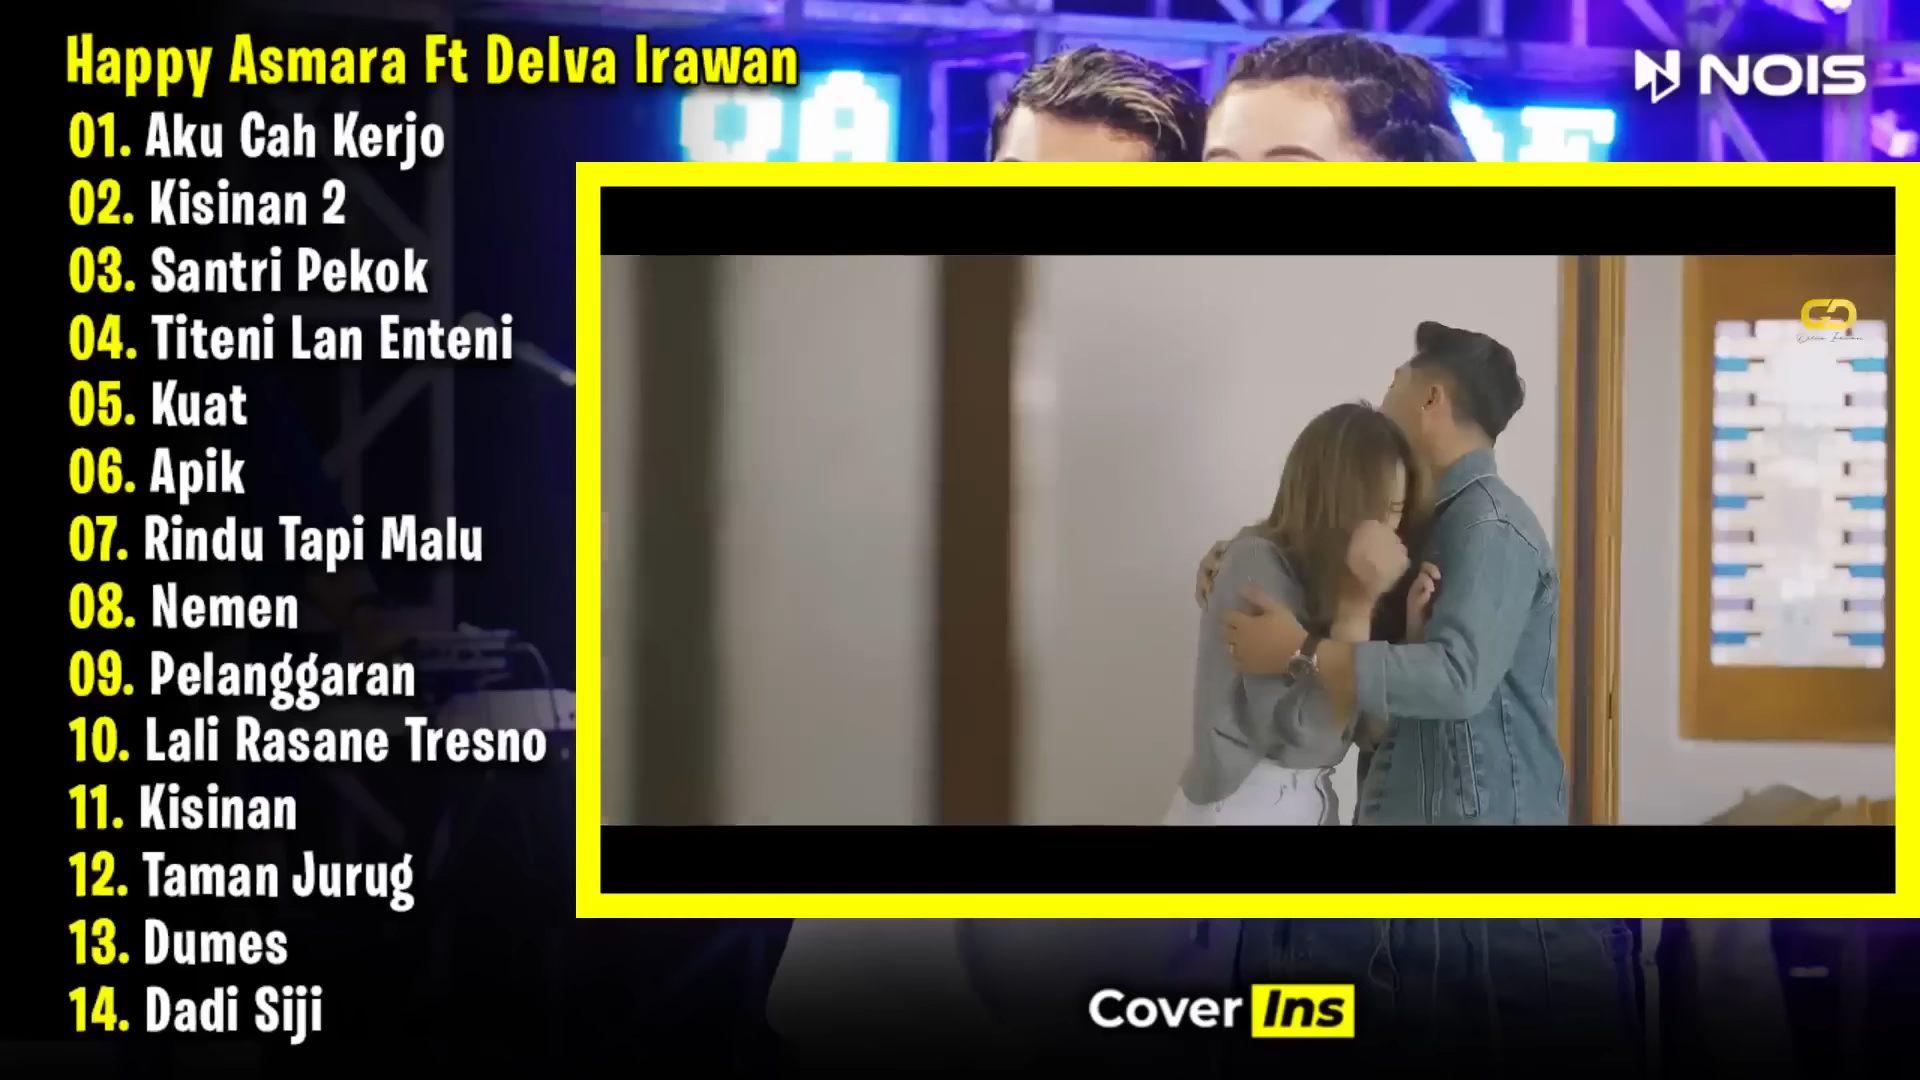 Happy Asmara Ft Delva Irawan
01. Aku Cah Kerjo
02. Kisinan 2
03. Santri Pekok
04. Titeni Lan Enteni
05. Kuat
06. Apik
07. Rindu Tapi Malu
08. Nemen
09. Pelanggaran
10. Lali Rasane Tresno
11. Kisinan
12. Taman Jurug
13. Dumes
14. Dadi Siji
NOIS
Delva Irawan
Cover Ins